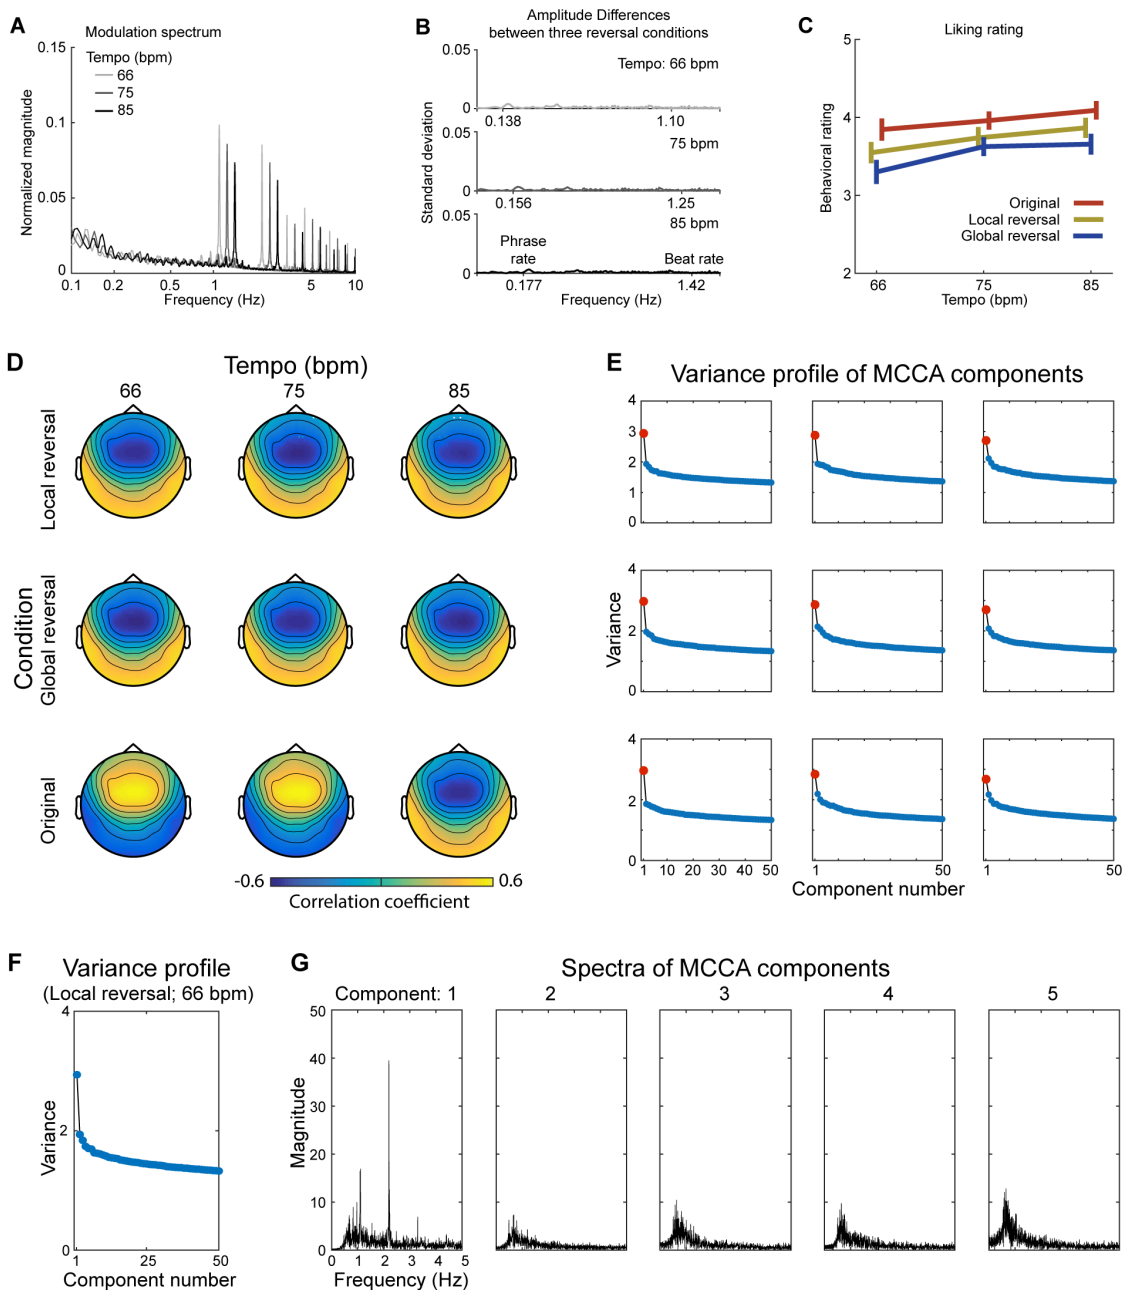 A
Modulation spectrum
Tempo (bpm)
66
75
85
Normalized magnitude
0.15
0.1
0.05
0
0.1 0.2 0.5 1 5 10
Frequency (Hz)
B
Amplitude Differences
between three reversal conditions
Standard deviation
0.05
Tempo: 66 bpm
0
0.138 1.10
0.05
75 bpm
0
0.156 1.25
0.05
85 bpm
Phrase
rate
Beat rate
0
0.177 1.42
Frequency (Hz)
C
Liking rating
Behavioral rating
5
4
3
2
Original
Local reversal
Global reversal
66 75 85
Tempo (bpm)
D
Tempo (bpm)
66 75 85
Condition
Local reversal
Global reversal
Original
-0.6 0.6
Correlation coefficient
E
Variance profile of MCCA components
4
3
2
1
0
Variance
4
2
0
4
2
0
1 10 20 30 40 50
1 50
1 50
Component number
F
Variance profile
(Local reversal; 66 bpm)
Variance
4
2
0
1 25 50
Component number
G
Spectra of MCCA components
Component: 1 2 3 4 5
Magnitude
50
40
30
20
10
0
0 1 2 3 4 5
Frequency (Hz)